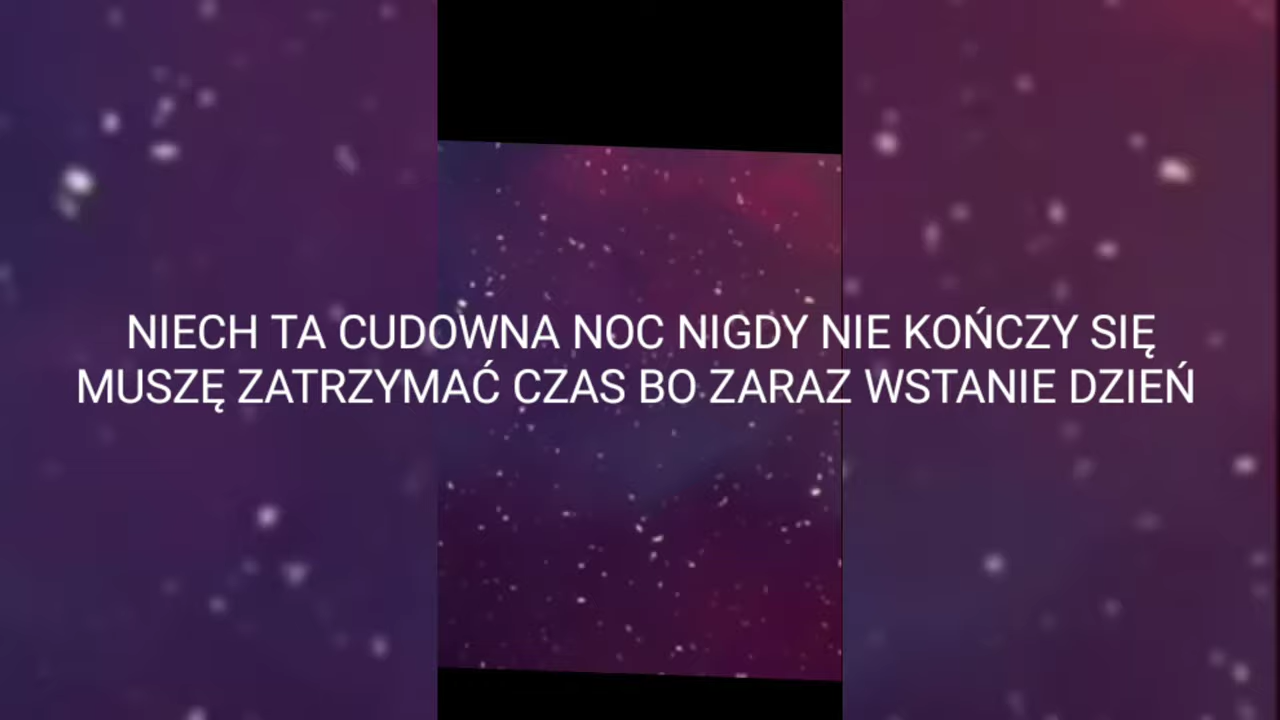 NIECH TA CUDOWNA NOC NIGDY NIE KOŃCZY SIĘ
MUSZĘ ZATRZYMAĆ CZAS BO ZARAZ WSTANIE DZIEŃ